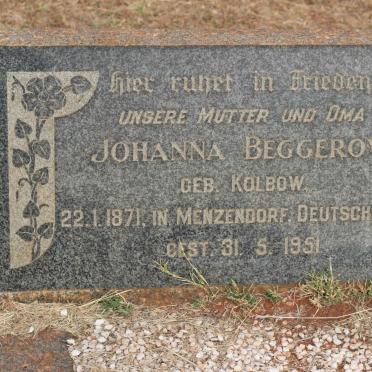 Hier ruhet in Frieden
UNSERE MUTTER UND OMA
JOHANNA BEGGEROW
GEB. KOLBOW.
22.1.1871, IN MENZENDORF, DEUTSCH
GEST. 31.5.1951